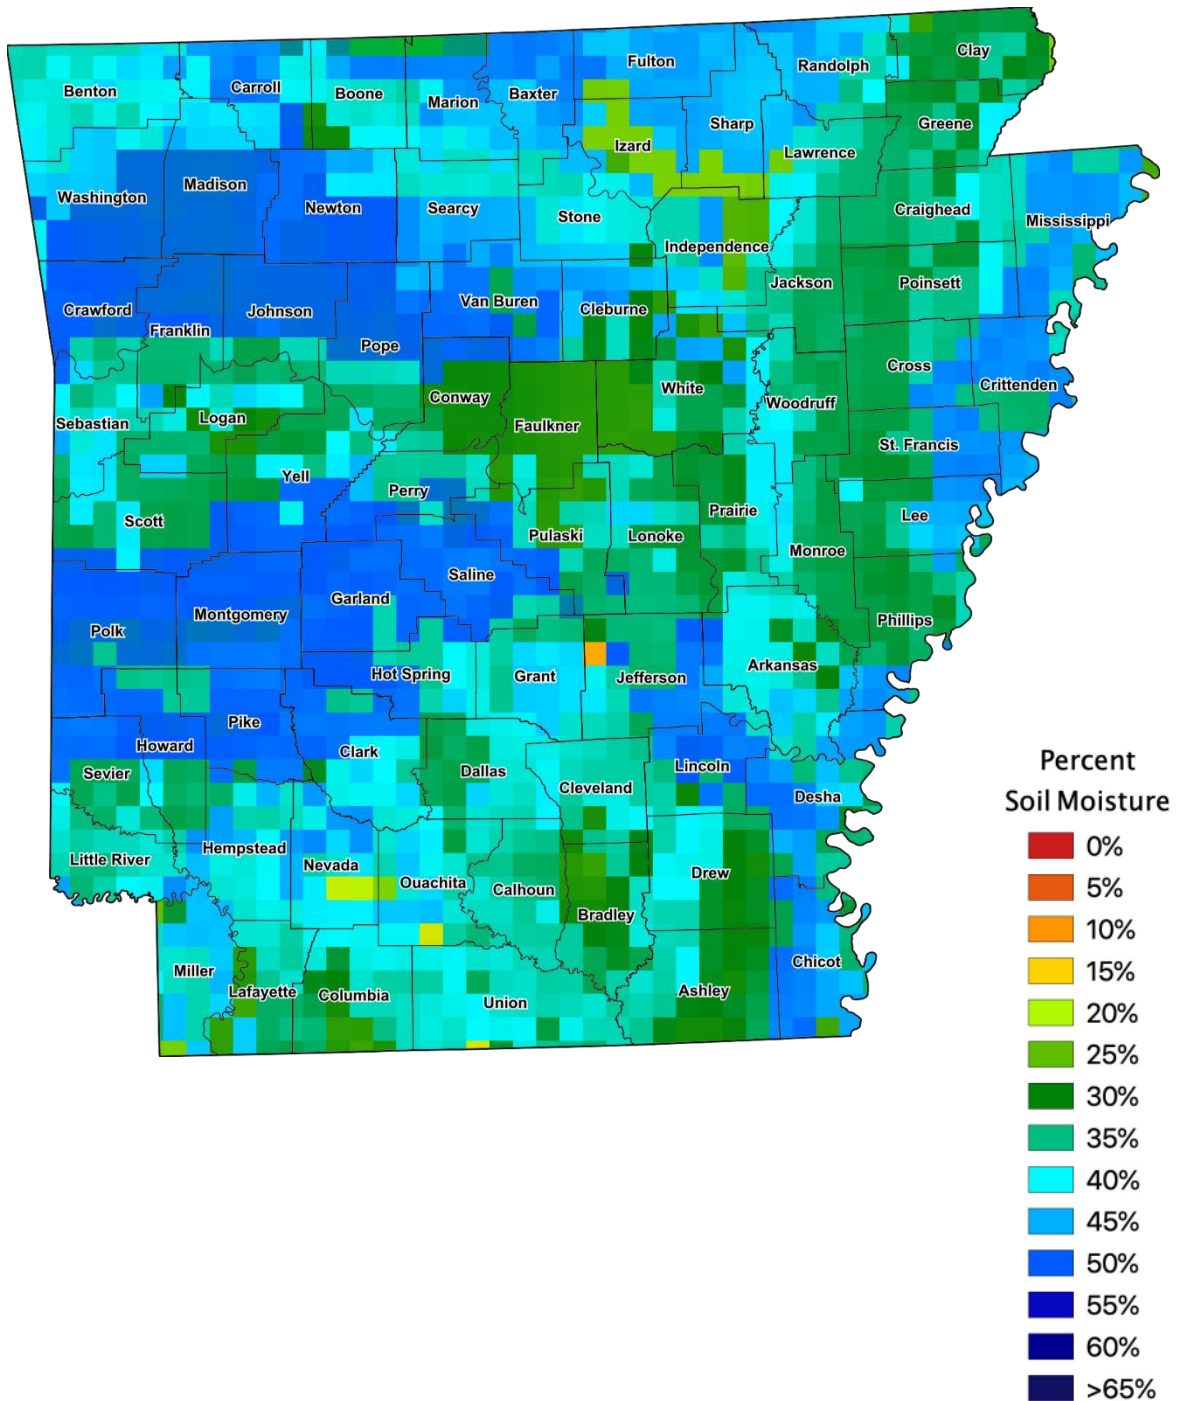 Clay
Fulton
Randolph
Carroll
Benton
Boone
Baxter
Marion
Sharp
Greene
Izard
Lawrence
Madison
Washington
Newton
Searcy
Stone
Craighead
Mississippi
Independence
Jackson
Poinsett
Van Buren
Crawford
Johnson
Cleburne
Franklin
Pope
Cross
Crittenden
White
Conway
Woodruff
Logan
Sebastian
Faulkner
St. Francis
Yell
Perry
Prairie
Lee
Scott
Pulaski
Lonoke
Monroe
Saline
Garland
Montgomery
Phillips
Polk
Arkansas
Hot Spring
Grant
Jefferson
Pike
Howard
Clark
Lincoln
Sevier
Dallas
Cleveland
Desha
Hempstead
Little River
Nevada
Drew
Ouachita
Calhoun
Bradley
Chicot
Miller
Lafayette
Columbia
Ashley
Union
Percent
Soil Moisture
0%
5%
10%
15%
20%
25%
30%
35%
40%
45%
50%
55%
60%
>65%